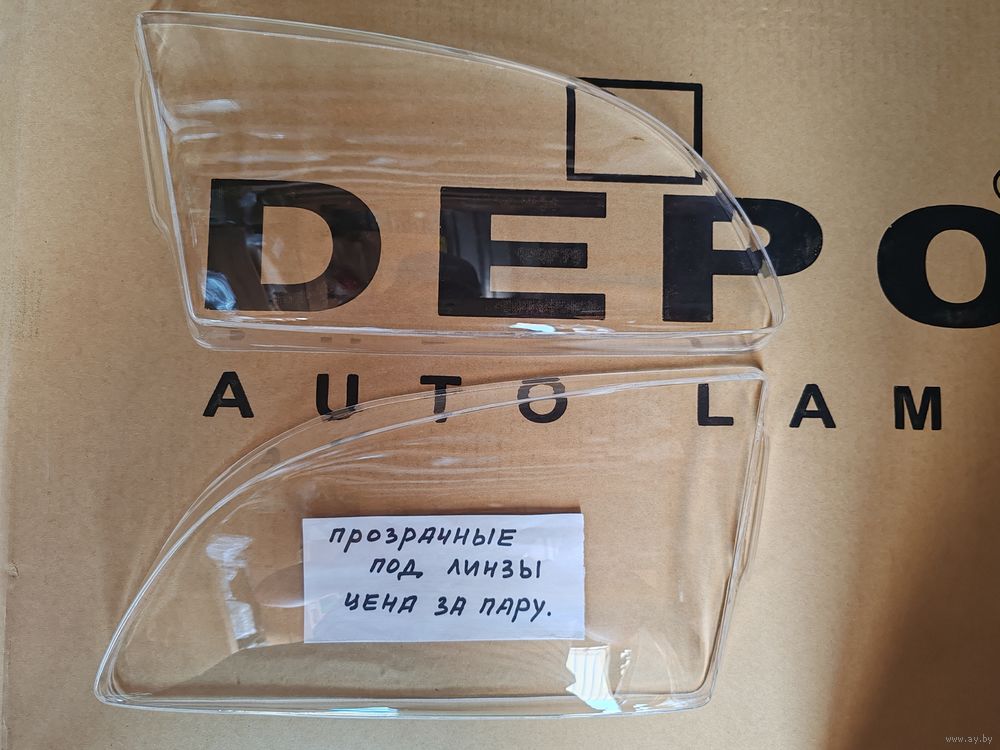 DEPO
AUTO LAM
ПРОЗРАЧНЫЕ
ПОД ЛИНЗЫ
ЦЕНА ЗА ПАРУ.
www.ay.by